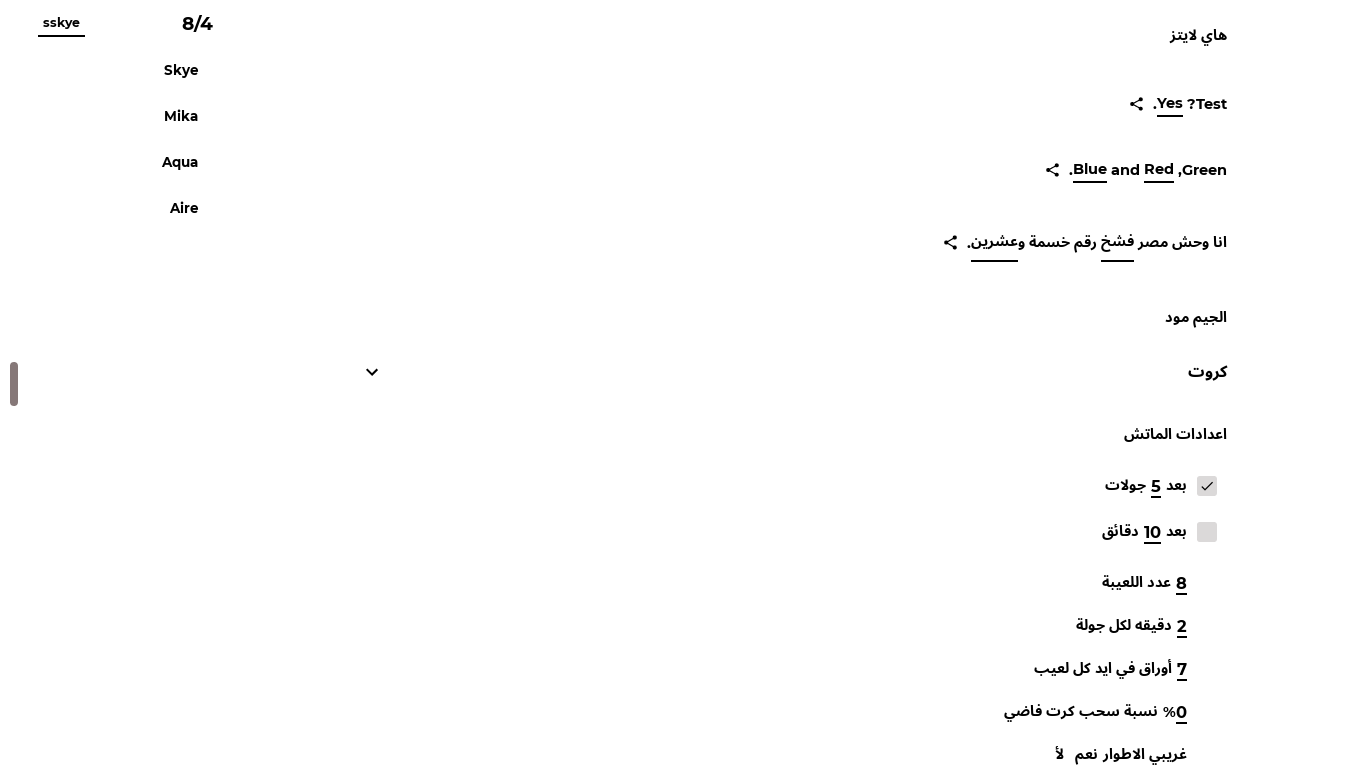 هاي لايتز
Test? Yes.
Green, Red and Blue.
انا وحش مصر فشخ رقم خسمة وعشرين.
الجيم مود
كروت
اعدادات الماتش
بعد 5 جولات
بعد 10 دقائق
8 عدد اللعيبة
2 دقيقه لكل جولة
7 أوراق في ايد كل لعيب
0% نسبة سحب كرت فاضي
غريبي الاطوار نعم لأ
8/4
sskye
Skye
Mika
Aqua
Aire